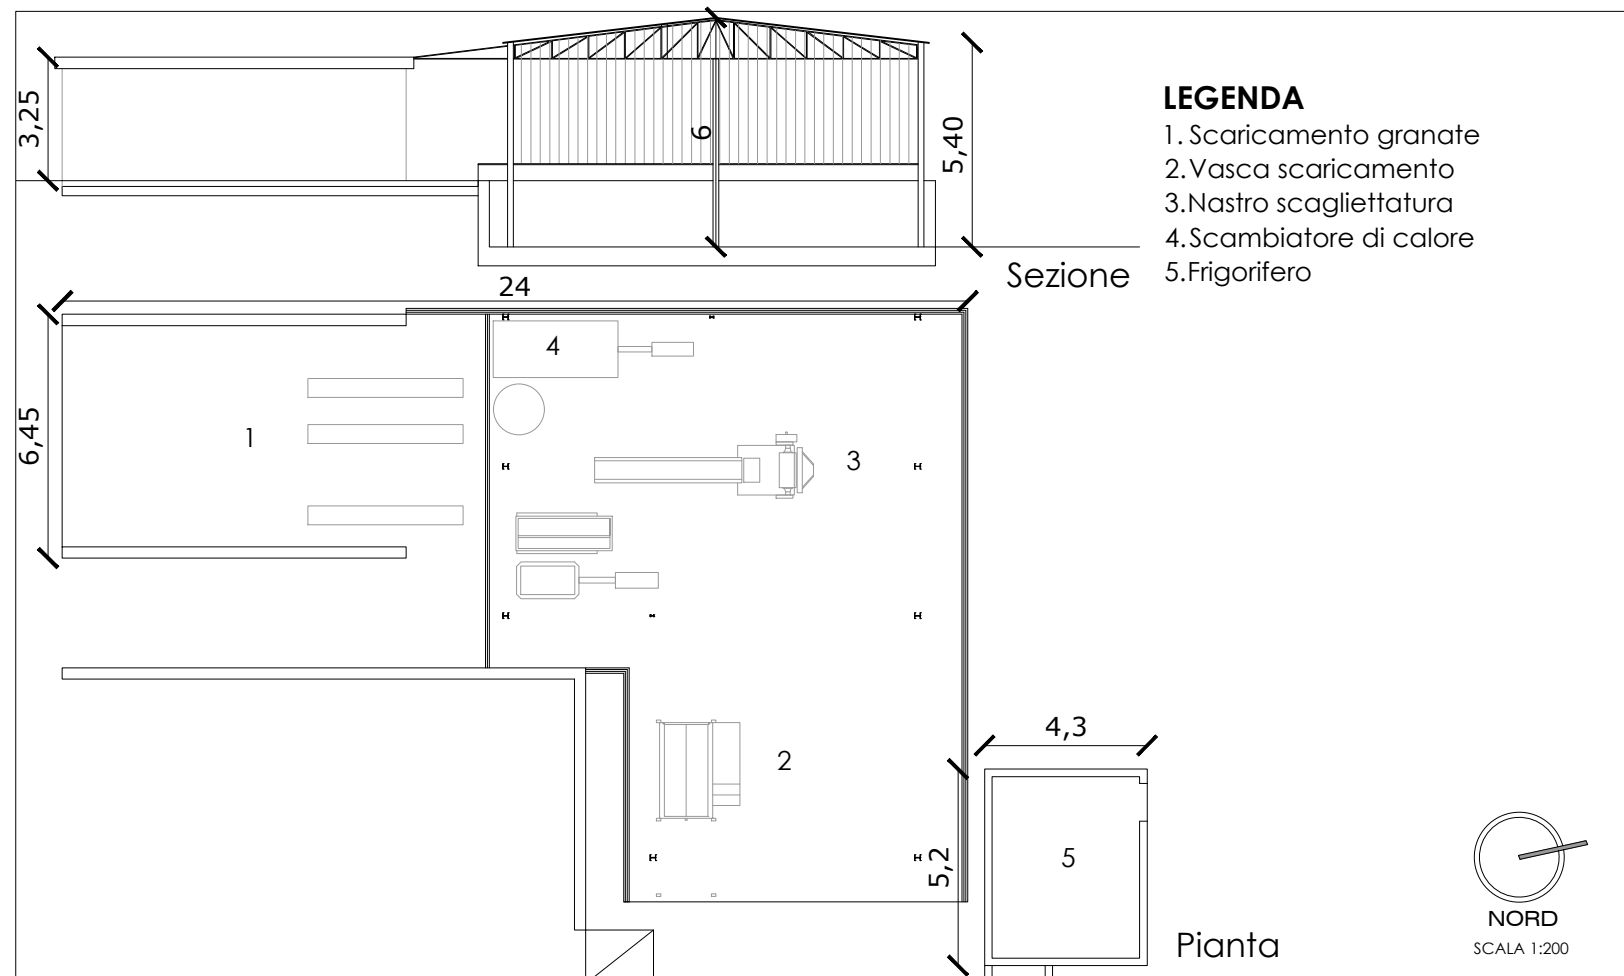 3,25
6
5,40
LEGENDA
1. Scaricamento granate
2.Vasca scaricamento
3.Nastro scagliettatura
4.Scambiatore di calore
5.Frigorifero
Sezione
24
6,45
4
1
3
2
4,3
5,2
5
Pianta
NORD
SCALA 1:200